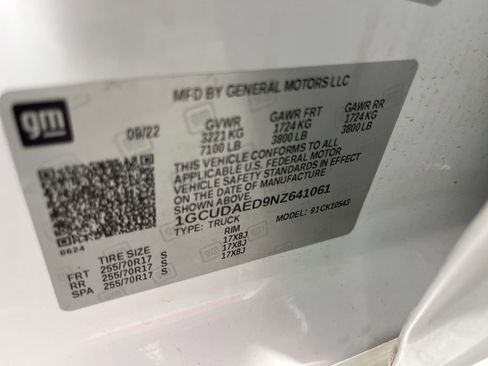 MFD BY GENERAL MOTORS LLC
gm
09/22 GVWR GAWR FRT GAWR RR
3221 KG 1724 KG 1724 KG
7100 LB 3800 LB 3800 LB
THIS VEHICLE CONFORMS TO ALL
APPLICABLE U.S. FEDERAL MOTOR
VEHICLE SAFETY STANDARDS IN EFFECT
ON THE DATE OF MANUFACTURE
SHOWN ABOVE.
1GCUDAED9NZ641061
TYPE: TRUCK MODEL: 91CK10543
6624
TIRE SIZE RIM
FRT 255/70R17 S 17X8J
RR 255/70R17 S 17X8J
SPA 255/70R17 S 17X8J